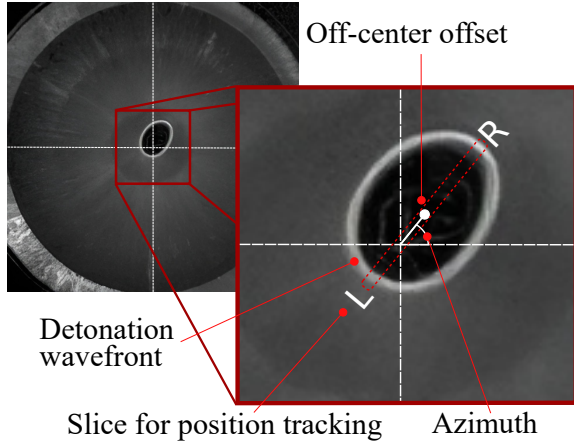 Off-center offset
R
L
Detonation
wavefront
Slice for position tracking
Azimuth